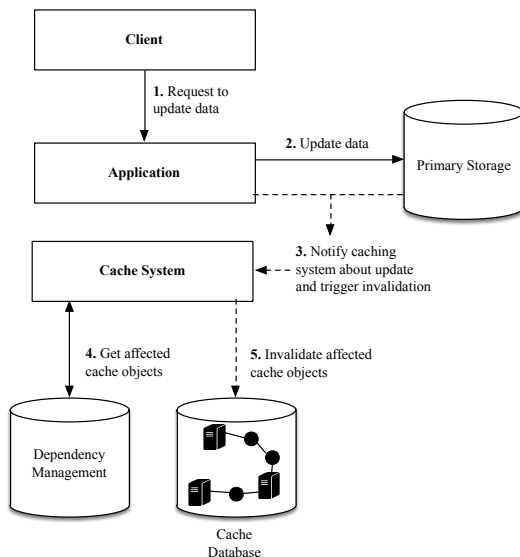 Client
1. Request to
update data
Application
2. Update data
Primary Storage
3. Notify caching
system about update
and trigger invalidation
Cache System
4. Get affected
cache objects
5. Invalidate affected
cache objects
Dependency
Management
Cache
Database